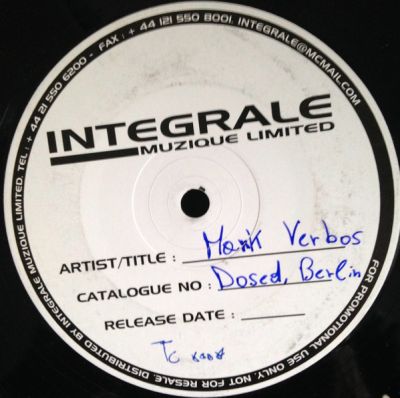 DISTRIBUTED BY INTEGRALE MUZIQUE LIMITED. TEL : + 44 121 550 6200 - FAX : + 44 121 550 8001. INTEGRALE@MCMAIL.COM
INTEGRALE
MUZIQUE LIMITED
ARTIST/TITLE : Mark Verbos
CATALOGUE NO : Dosed, Berlin
RELEASE DATE :
FOR PROMOTIONAL USE ONLY. NOT FOR RESALE.